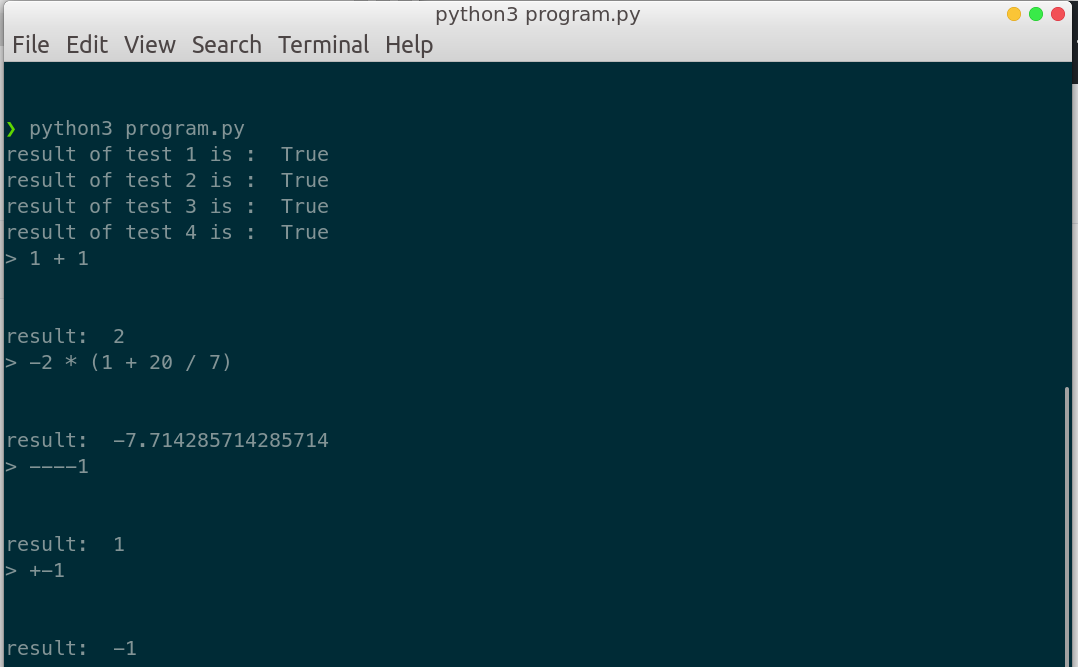 python3 program.py
File Edit View Search Terminal Help
❯ python3 program.py
result of test 1 is :  True
result of test 2 is :  True
result of test 3 is :  True
result of test 4 is :  True
> 1 + 1
result:  2
> -2 * (1 + 20 / 7)
result:  -7.714285714285714
> ----1
result:  1
> +-1
result:  -1